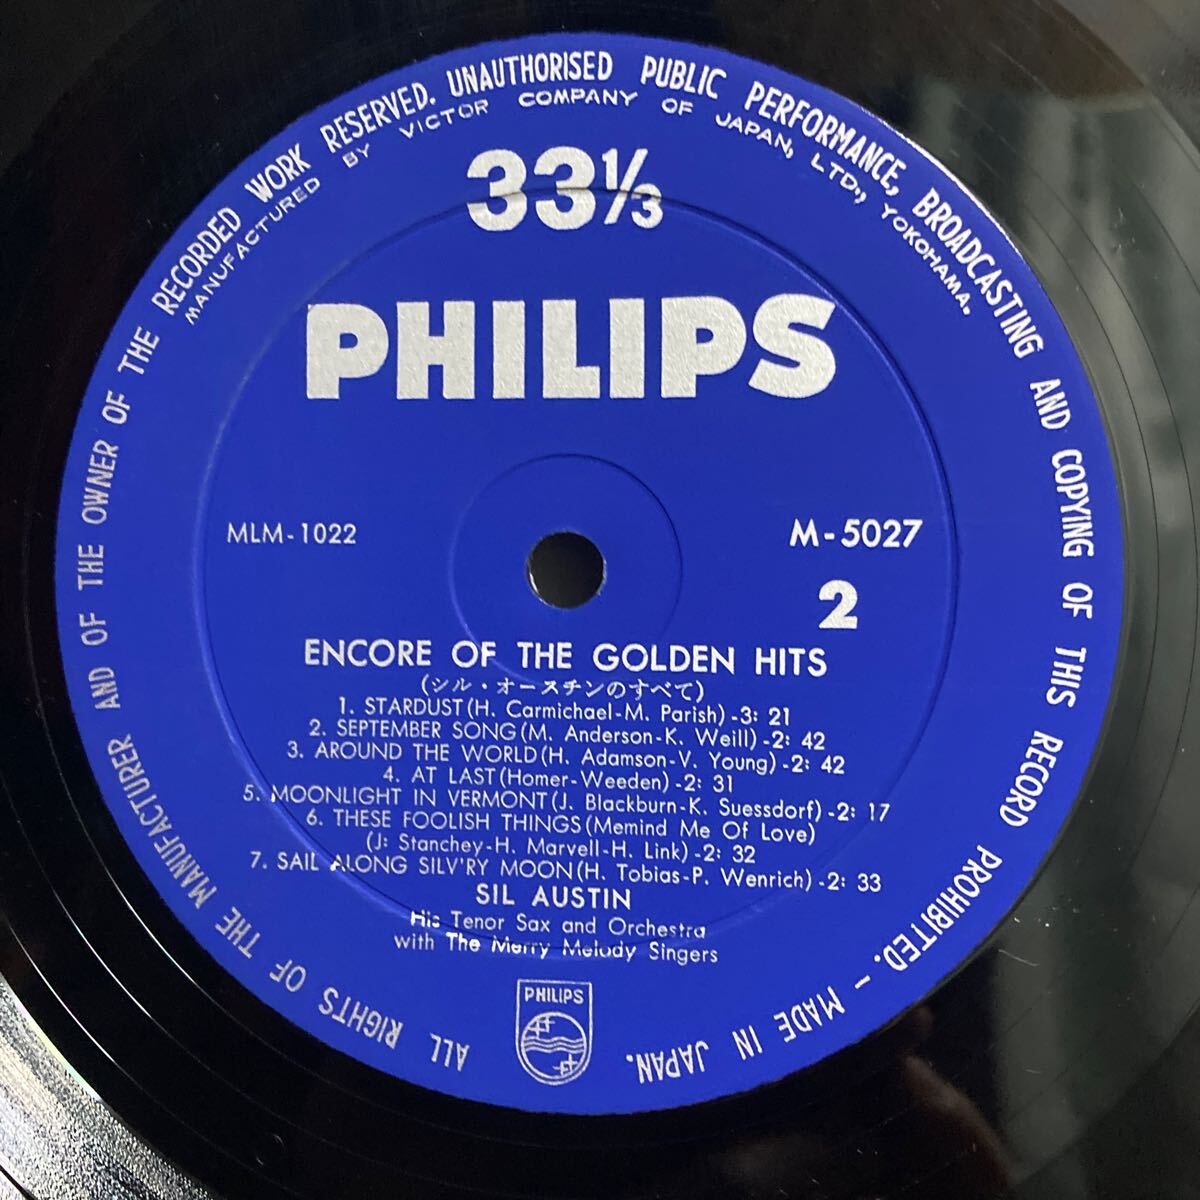 ALL RIGHTS OF THE MANUFACTURER AND OF THE OWNER OF THE RECORDED WORK RESERVED. UNAUTHORISED PUBLIC PERFORMANCE, BROADCASTING AND COPYING OF THIS RECORD PROHIBITED. – MADE IN JAPAN.
MANUFACTURED BY VICTOR COMPANY OF JAPAN, LTD., YOKOHAMA.
33⅓
PHILIPS
MLM-1022
M-5027
2
ENCORE OF THE GOLDEN HITS
(シル・オースチンのすべて)
1. STARDUST(H. Carmichael-M. Parish)-3: 21
2. SEPTEMBER SONG(M. Anderson-K. Weill)-2: 42
3. AROUND THE WORLD(H. Adamson-V. Young)-2: 42
4. AT LAST(Homer-Weeden)-2: 31
5. MOONLIGHT IN VERMONT(J. Blackburn-K. Suessdorf)-2: 17
6. THESE FOOLISH THINGS(Memind Me Of Love)
(J: Stanchey-H. Marvell-H. Link)-2: 32
7. SAIL ALONG SILV'RY MOON(H. Tobias-P. Wenrich)-2: 33
SIL AUSTIN
His Tenor Sax and Orchestra
with The Merry Melody Singers
PHILIPS